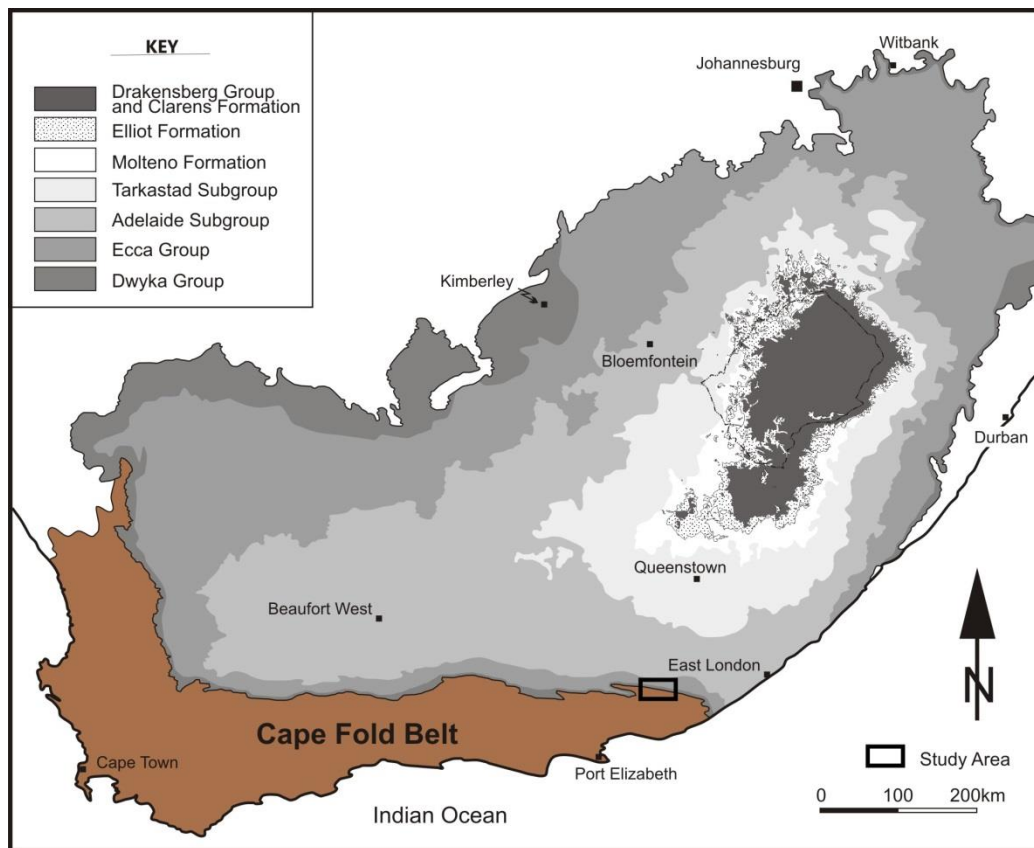 KEY
Drakensberg Group
and Clarens Formation
Elliot Formation
Molteno Formation
Tarkastad Subgroup
Adelaide Subgroup
Ecca Group
Dwyka Group
Witbank
Johannesburg
Kimberley
Bloemfontein
Durban
Queenstown
Beaufort West
East London
Cape Fold Belt
Cape Town
Port Elizabeth
Indian Ocean
N
Study Area
0 100 200km